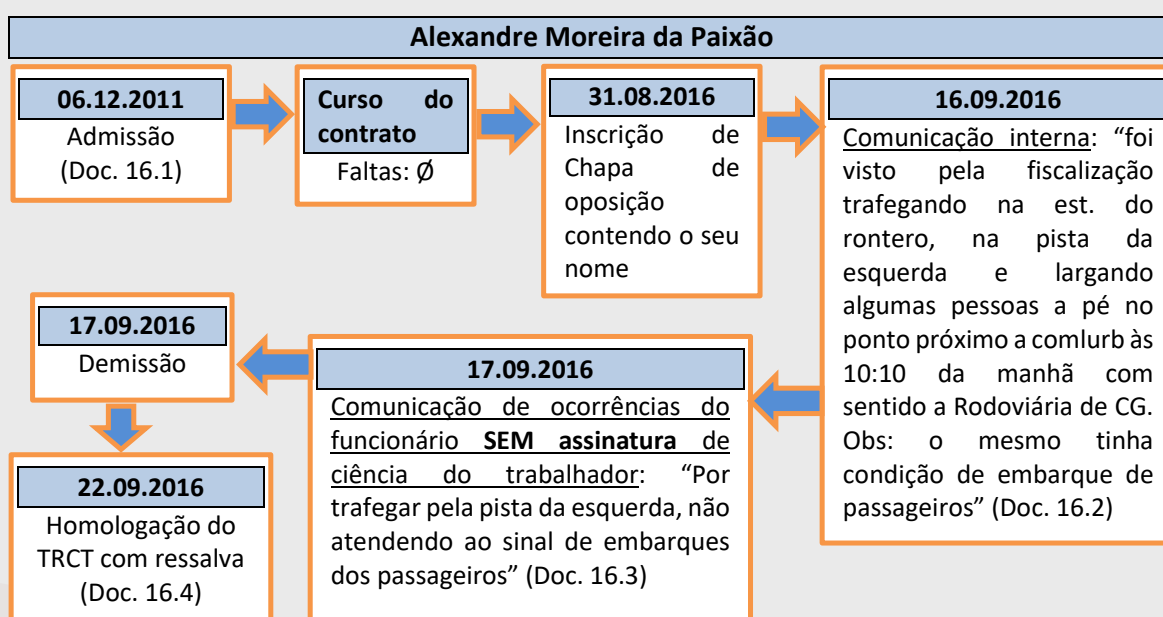 Alexandre Moreira da Paixão
06.12.2011
Admissão
(Doc. 16.1)
Curso do
contrato
Faltas: Ø
31.08.2016
Inscrição de
Chapa de
oposição
contendo o seu
nome
16.09.2016
Comunicação interna: “foi
visto pela fiscalização
trafegando na est. do
rontero, na pista da
esquerda e largando
algumas pessoas a pé no
ponto próximo a comlurb às
10:10 da manhã com
sentido a Rodoviária de CG.
Obs: o mesmo tinha
condição de embarque de
passageiros” (Doc. 16.2)
17.09.2016
Comunicação de ocorrências do
funcionário SEM assinatura de
ciência do trabalhador: “Por
trafegar pela pista da esquerda, não
atendendo ao sinal de embarques
dos passageiros” (Doc. 16.3)
17.09.2016
Demissão
22.09.2016
Homologação do
TRCT com ressalva
(Doc. 16.4)